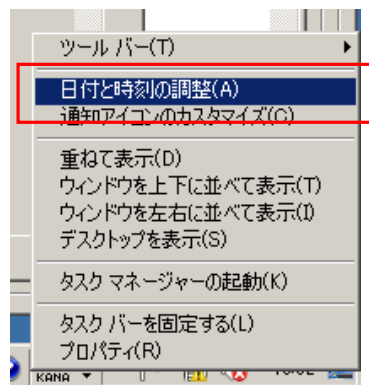 ツール バー(T)
日付と時刻の調整(A)
通知アイコンのカスタマイズ(C)
重ねて表示(D)
ウィンドウを上下に並べて表示(T)
ウィンドウを左右に並べて表示(I)
デスクトップを表示(S)
タスク マネージャーの起動(K)
タスク バーを固定する(L)
プロパティ(R)
KANA